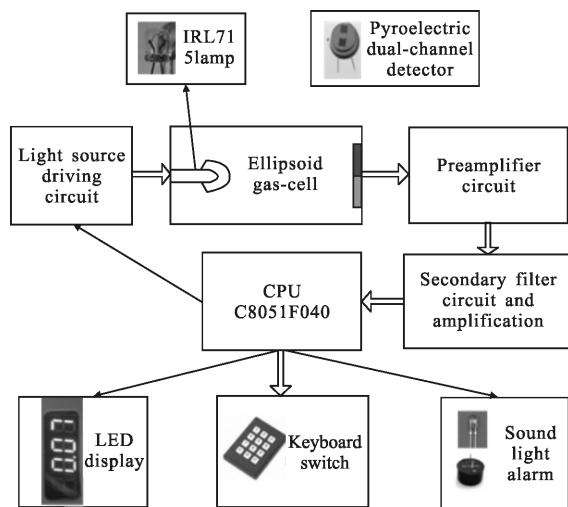 IRL71
5lamp
Pyroelectric
dual-channel
detector
Light source
driving
circuit
Ellipsoid
gas-cell
Preamplifier
circuit
CPU
C8051F040
Secondary filter
circuit and
amplification
LED
display
Keyboard
switch
Sound
light
alarm